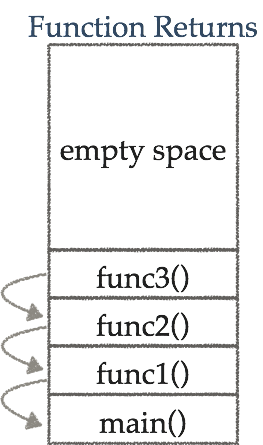 Function Returns
empty space
func3()
func2()
func1()
main()